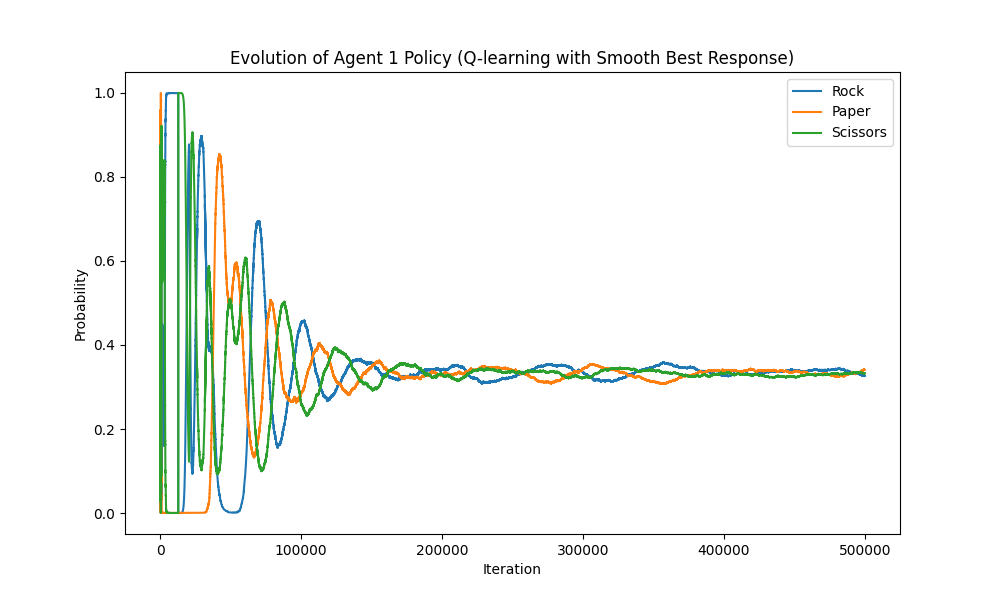 Evolution of Agent 1 Policy (Q-learning with Smooth Best Response)
Rock
Paper
Scissors
Probability
1.0
0.8
0.6
0.4
0.2
0.0
0
100000
200000
300000
400000
500000
Iteration